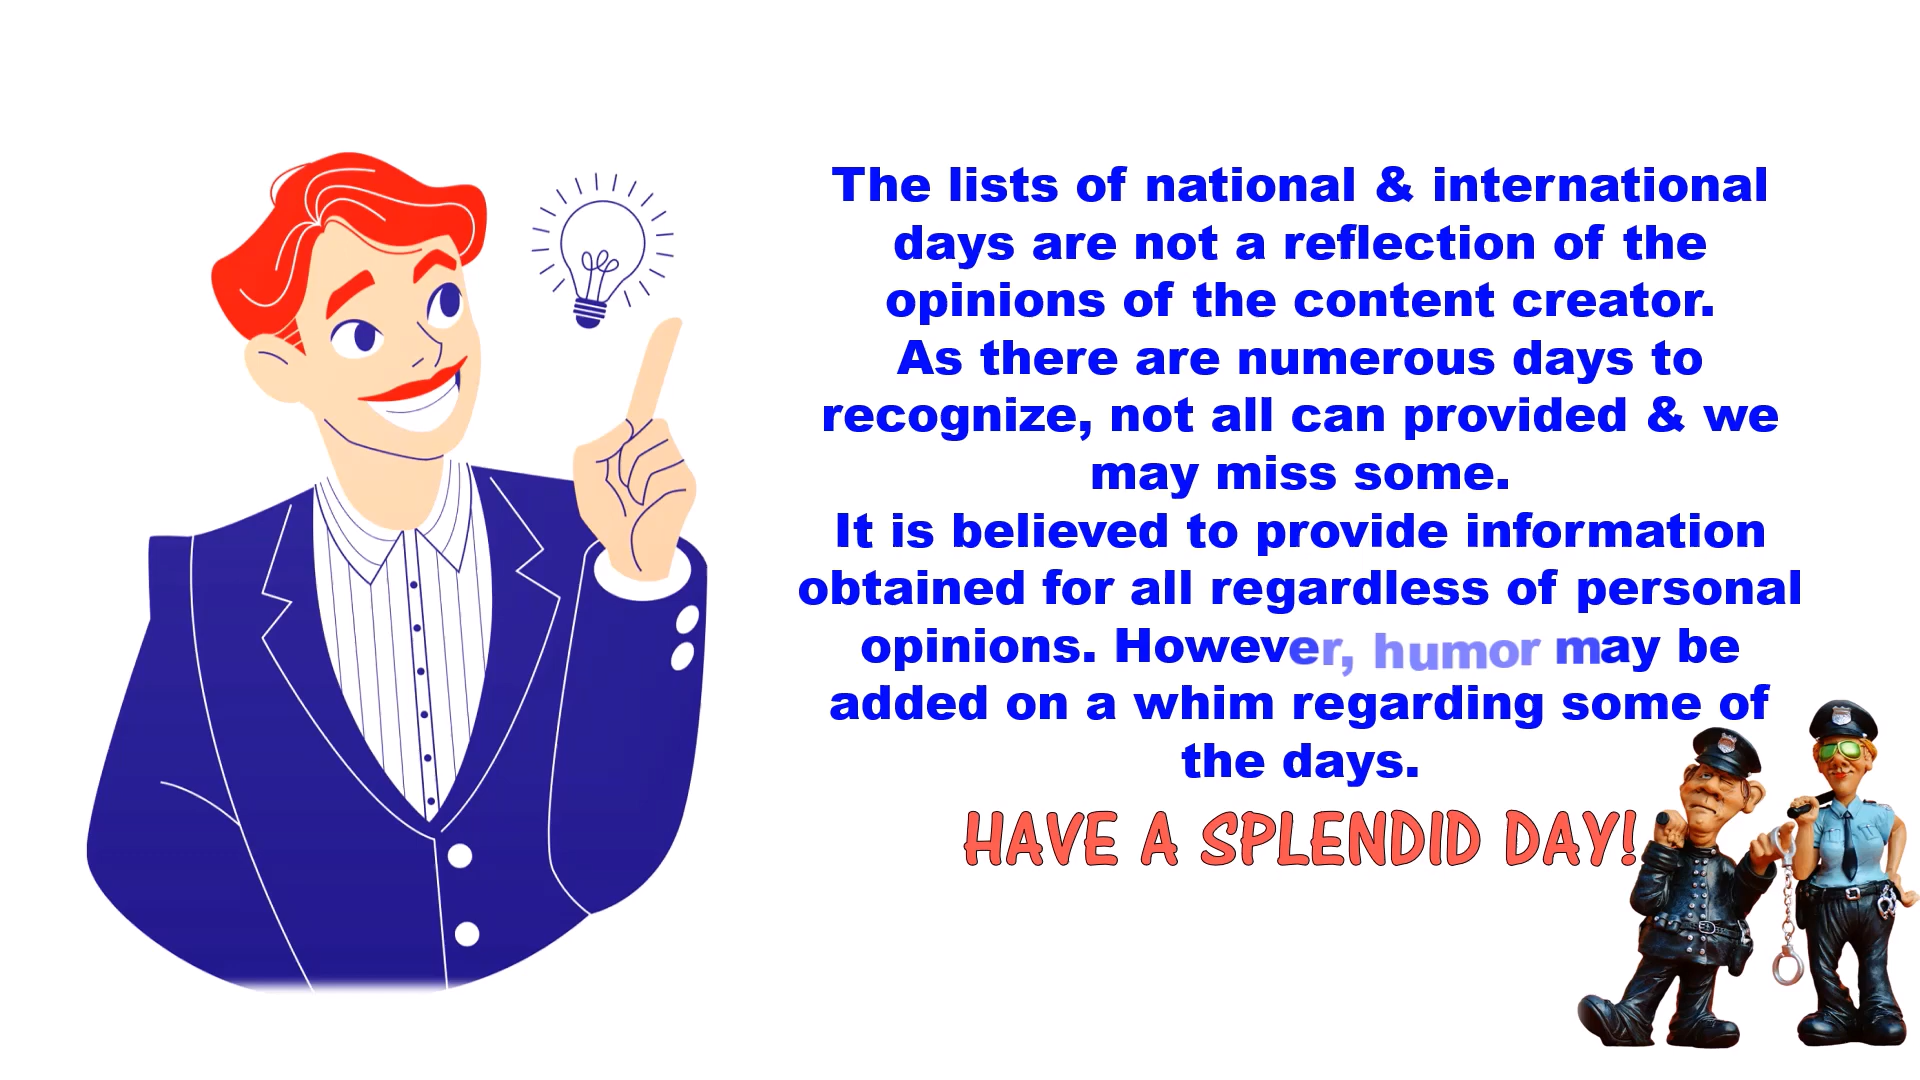 The lists of national & international
days are not a reflection of the
opinions of the content creator.
As there are numerous days to
recognize, not all can provided & we
may miss some.
It is believed to provide information
obtained for all regardless of personal
opinions. However, humor may be
added on a whim regarding some of
the days.
HAVE A SPLENDID DAY!